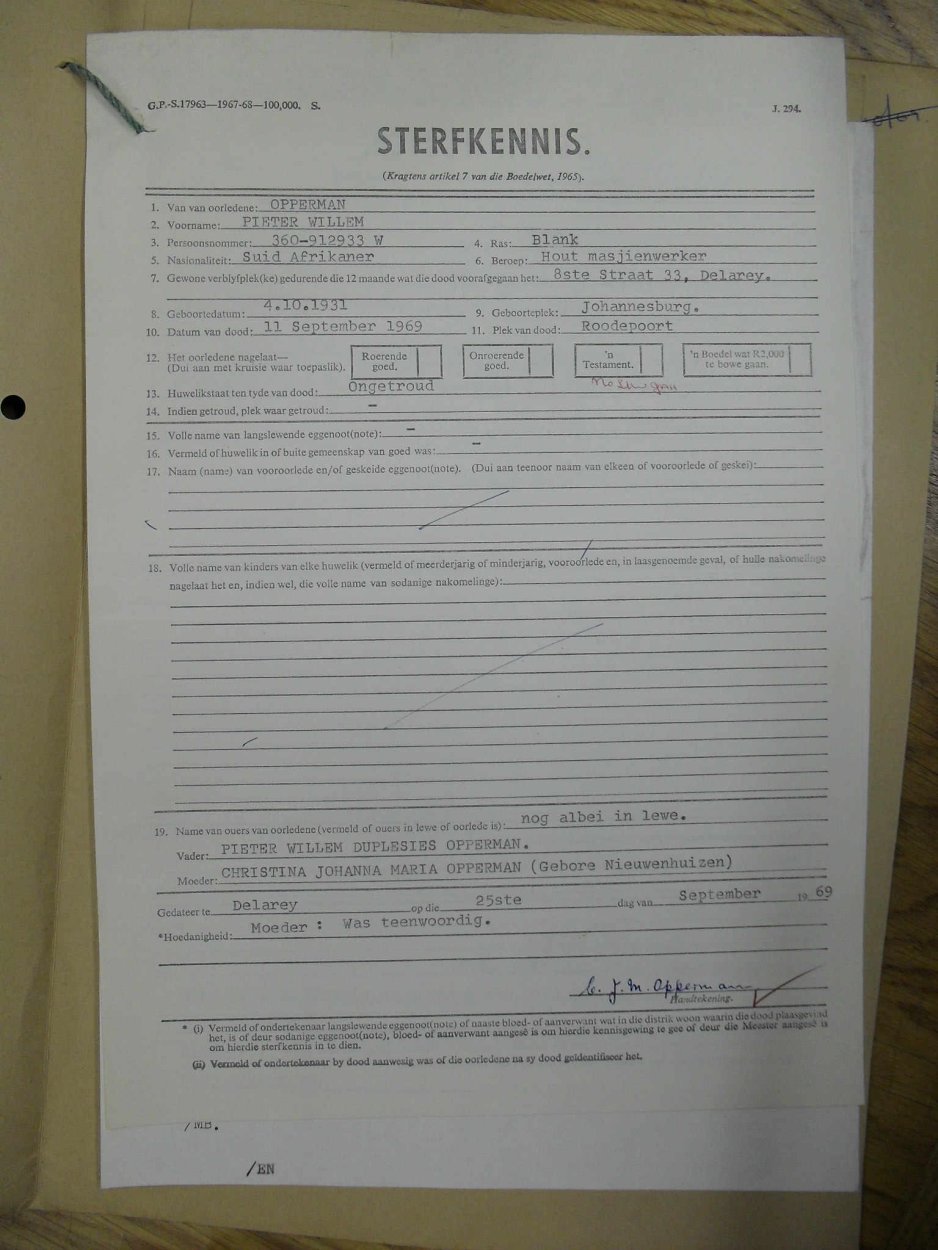 G.P.-S.17963—1967-68—100,000. S. J. 294.
STERFKENNIS.
(Kragtens artikel 7 van die Boedelwet, 1965).
1. Van van oorledene: OPPERMAN
2. Voorname: PIETER WILLEM
3. Persoonsnommer: 360-912933 W 4. Ras: Blank
5. Nasionaliteit: Suid Afrikaner 6. Beroep: Hout masjienwerker
7. Gewone verblyfplek(ke) gedurende die 12 maande wat die dood voorafgegaan het: 8ste Straat 33, Delarey.
8. Geboortedatum: 4.10.1931 9. Geboorteplek: Johannesburg.
10. Datum van dood: 11 September 1969 11. Plek van dood: Roodepoort
12. Het oorledene nagelaat— Roerende Onroerende 'n 'n Boedel wat R2,000
(Dui aan met kruisie waar toepaslik). goed. goed. Testament. te bowe gaan.
13. Huwelikstaat ten tyde van dood: Ongetroud
14. Indien getroud, plek waar getroud: –
15. Volle name van langslewende eggenoot(note): –
16. Vermeld of huwelik in of buite gemeenskap van goed was: –
17. Naam (name) van vooroorlede en/of geskeide eggenoot(note). (Dui aan teenoor naam van elkeen of vooroorlede of geskei):
18. Volle name van kinders van elke huwelik (vermeld of meerderjarig of minderjarig, vooroorlede en, in laasgenoemde geval, of hulle nakomelinge
nagelaat het en, indien wel, die volle name van sodanige nakomelinge):
19. Name van ouers van oorledene (vermeld of ouers in lewe of oorlede is): nog albei in lewe.
Vader: PIETER WILLEM DUPLESIES OPPERMAN.
Moeder: CHRISTINA JOHANNA MARIA OPPERMAN (Gebore Nieuwenhuizen)
Gedateer te Delarey op die 25ste dag van September 19 69
*Hoedanigheid: Moeder : Was teenwoordig.
C. J. M. Opperman
Handtekening.
* (i) Vermeld of ondertekenaar langslewende eggenoot(note) of naaste bloed- of aanverwant wat in die distrik woon waarin die dood plaasgevind
het, is of deur sodanige eggenoot(note), bloed- of aanverwant aangesê is om hierdie kennisgewing te gee of deur die Meester aangesê is
om hierdie sterfkennis in te dien.
(ii) Vermeld of ondertekenaar by dood aanwesig was of die oorledene na sy dood geïdentifiseer het.
/EN